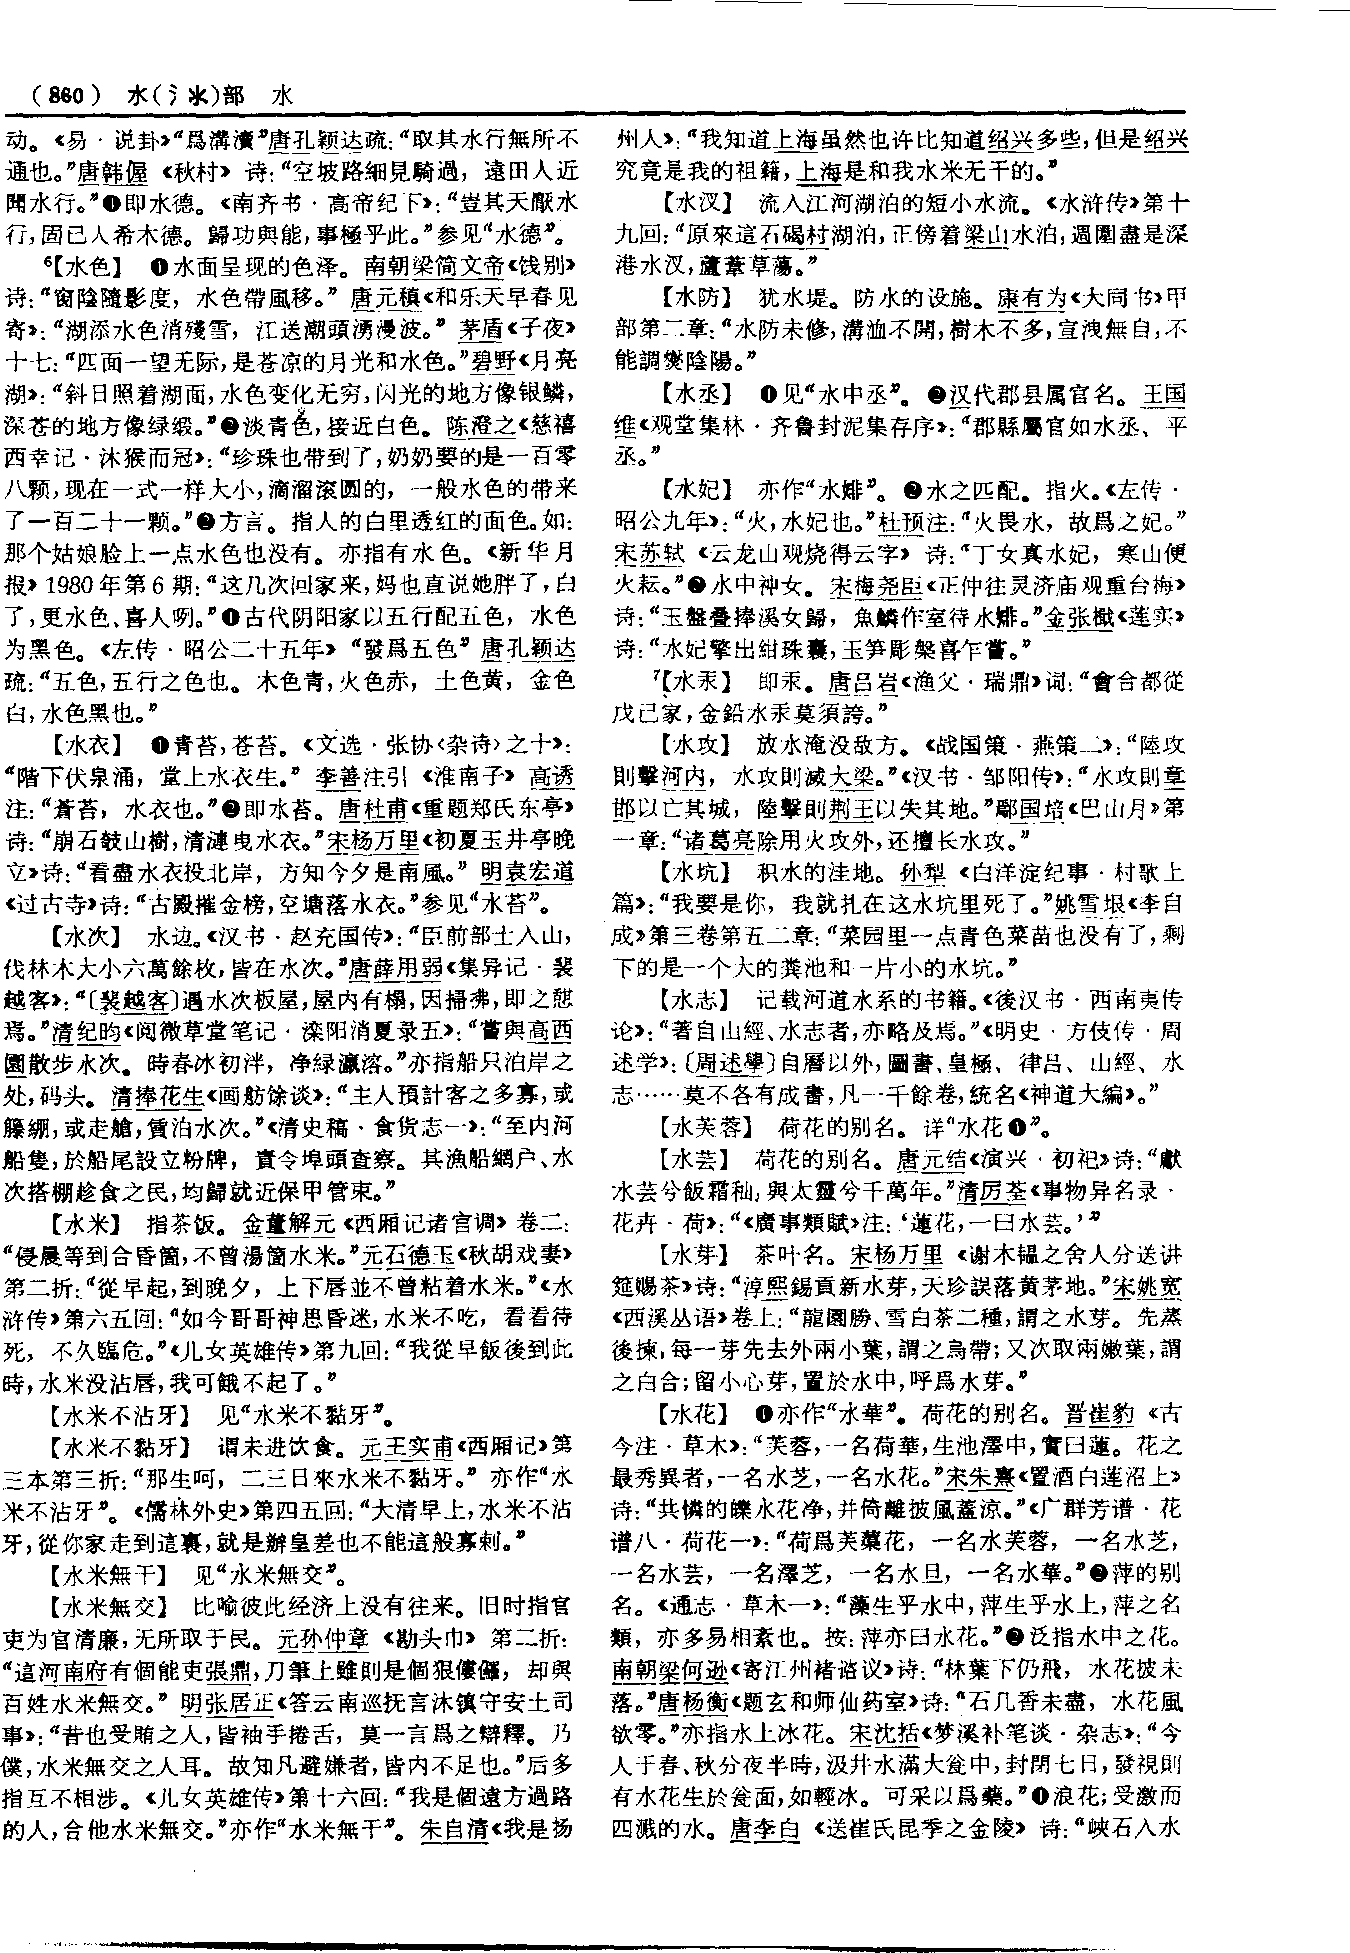 （860） 水(氵氺)部 水
动。《易·说卦》“爲溝瀆”唐孔颖达疏：“取其水行無所不
通也。”唐韩偓《秋村》诗：“空坡路细見騎過，遠田人近
聞水行。”❹即水德。《南齐书·高帝纪下》：“豈其天厭水
行，固已人希木德。歸功與能，事極乎此。”参见“水德”。
6【水色】 ❶水面呈现的色泽。南朝梁简文帝《饯别》
诗：“窗陰隨影度，水色帶風移。”唐元稹《和乐天早春见
寄》：“湖添水色消殘雪，江送潮頭湧漫波。”茅盾《子夜》
十七：“四面一望无际，是苍凉的月光和水色。”碧野《月亮
湖》：“斜日照着湖面，水色变化无穷，闪光的地方像银鳞，
深苍的地方像绿缎。”❷淡青色，接近白色。陈澄之《慈禧
西幸记·沐猴而冠》：“珍珠也带到了，奶奶要的是一百零
八颗，现在一式一样大小，滴溜滚圆的，一般水色的带来
了一百二十一颗。”❸方言。指人的白里透红的面色。如：
那个姑娘脸上一点水色也没有。亦指有水色。《新华月
报》1980年第6期：“这几次回家来，妈也直说她胖了，白
了，更水色、喜人咧。”❹古代阴阳家以五行配五色，水色
为黑色。《左传·昭公二十五年》“發爲五色”唐孔颖达
疏：“五色，五行之色也。木色青，火色赤，土色黄，金色
白，水色黑也。”
【水衣】 ❶青苔，苍苔。《文选·张协〈杂诗〉之十》：
“階下伏泉涌，堂上水衣生。”李善注引《淮南子》高诱
注：“蒼苔，水衣也。”❷即水苔。唐杜甫《重题郑氏东亭》
诗：“崩石攲山樹，清漣曳水衣。”宋杨万里《初夏玉井亭晚
立》诗：“看盡水衣役北岸，方知今夕是南風。”明袁宏道
《过古寺》诗：“古殿摧金榜，空塘落水衣。”参见“水苔”。
【水次】 水边。《汉书·赵充国传》：“臣前部士入山，
伐林木大小六萬餘枚，皆在水次。”唐薛用弱《集异记·裴
越客》：“〔裴越客〕遇水次板屋，屋内有榻，因掃拂，即之憩
焉。”清纪昀《阅微草堂笔记·滦阳消夏录五》：“嘗與高西
園散步水次。時春冰初泮，净緑瀛溶。”亦指船只泊岸之
处，码头。清捧花生《画舫馀谈》：“主人預計客之多寡，或
籐綳，或走艙，賃泊水次。”《清史稿·食货志一》：“至内河
船隻，於船尾設立粉牌，責令埠頭查察。其漁船網户、水
次搭棚趁食之民，均歸就近保甲管束。”
【水米】 指茶饭。金董解元《西厢记诸宫调》卷二：
“侵晨等到合昏箇，不曾湯箇水米。”元石德玉《秋胡戏妻》
第二折：“從早起，到晚夕，上下唇並不曾粘着水米。”《水
浒传》第六五回：“如今哥哥神思昏迷，水米不吃，看看待
死，不久臨危。”《儿女英雄传》第九回：“我從早飯後到此
時，水米没沾唇，我可餓不起了。”
【水米不沾牙】 见“水米不黏牙”。
【水米不黏牙】 谓未进饮食。元王实甫《西厢记》第
三本第三折：“那生呵，二三日來水米不黏牙。”亦作“水
米不沾牙”。《儒林外史》第四五回：“大清早上，水米不沾
牙，從你家走到這裏，就是辦皇差也不能這般寡剌。”
【水米無干】 见“水米無交”。
【水米無交】 比喻彼此经济上没有往来。旧时指官
吏为官清廉，无所取于民。元孙仲章《勘头巾》第二折：
“這河南府有個能吏張鼎，刀筆上雖則是個狠僂儸，却與
百姓水米無交。”明张居正《答云南巡抚言沐镇守安土司
事》：“昔也受賄之人，皆袖手捲舌，莫一言爲之辯釋。乃
僕，水米無交之人耳。故知凡避嫌者，皆内不足也。”后多
指互不相涉。《儿女英雄传》第十六回：“我是個遠方過路
的人，合他水米無交。”亦作“水米無干”。朱自清《我是扬
州人》：“我知道上海虽然也许比知道绍兴多些，但是绍兴
究竟是我的祖籍，上海是和我水米无干的。”
【水汊】 流入江河湖泊的短小水流。《水浒传》第十
九回：“原來這石碣村湖泊，正傍着梁山水泊，週圍盡是深
港水汊，蘆葦草蕩。”
【水防】 犹水堤。防水的设施。康有为《大同书》甲
部第二章：“水防未修，溝洫不開，樹木不多，宣洩無自，不
能調燮陰陽。”
【水丞】 ❶见“水中丞”。❷汉代郡县属官名。王国
维《观堂集林·齐鲁封泥集存序》：“郡縣屬官如水丞、平
丞。”
【水妃】 亦作“水婔”。❶水之匹配。指火。《左传·
昭公九年》：“火，水妃也。”杜预注：“火畏水，故爲之妃。”
宋苏轼《云龙山观烧得云字》诗：“丁女真水妃，寒山便
火耘。”❷水中神女。宋梅尧臣《正仲往灵济庙观重台梅》
诗：“玉盤疊捧溪女歸，魚鱗作室待水婔。”金张檝《莲实》
诗：“水妃擎出紺珠囊，玉笋彫槃喜乍嘗。”
7【水汞】 即汞。唐吕岩《渔父·瑞鼎》词：“會合都從
戊已家，金鉛水汞莫須誇。”
【水攻】 放水淹没敌方。《战国策·燕策二》：“陸攻
則擊河内，水攻則滅大梁。”《汉书·邹阳传》：“水攻則章
邯以亡其城，陸擊則荆王以失其地。”鄢国培《巴山月》第
一章：“诸葛亮除用火攻外，还擅长水攻。”
【水坑】 积水的洼地。孙犁《白洋淀纪事·村歌上
篇》：“我要是你，我就扎在这水坑里死了。”姚雪垠《李自
成》第三卷第五二章：“菜园里一点青色菜苗也没有了，剩
下的是一个大的粪池和一片小的水坑。”
【水志】 记载河道水系的书籍。《後汉书·西南夷传
论》：“著自山經、水志者，亦略及焉。”《明史·方伎传·周
述学》：〔周述學〕自曆以外，圖書、皇極、律吕、山經、水
志……莫不各有成書，凡一千餘卷，統名《神道大編》。”
【水芙蓉】 荷花的别名。详“水花❶”。
【水芸】 荷花的别名。唐元结《演兴·初祀》诗：“獻
水芸兮飯霜秈，與太靈兮千萬年。”清厉荃《事物异名录·
花卉·荷》：“《廣事類賦》注：‘蓮花，一曰水芸。’”
【水芽】 茶叶名。宋杨万里《谢木韫之舍人分送讲
筵赐茶》诗：“淳熙錫貢新水芽，天珍誤落黄茅地。”宋姚宽
《西溪丛语》卷上：“龍園勝、雪白茶二種，謂之水芽。先蒸
後揀，每一芽先去外兩小葉，謂之烏帶；又次取兩嫩葉，謂
之白合；留小心芽，置於水中，呼爲水芽。”
【水花】 ❶亦作“水華”。荷花的别名。晋崔豹《古
今注·草木》：“芙蓉，一名荷華，生池澤中，實曰蓮。花之
最秀異者，一名水芝，一名水花。”宋朱熹《置酒白莲沼上》
诗：“共憐的皪水花净，并倚離披風蓋涼。”《广群芳谱·花
谱八·荷花一》：“荷爲芙蕖花，一名水芙蓉，一名水芝，
一名水芸，一名澤芝，一名水旦，一名水華。”❷萍的别
名。《通志·草木一》：“藻生乎水中，萍生乎水上，萍之名
類，亦多易相紊也。按：萍亦曰水花。”❸泛指水中之花。
南朝梁何逊《寄江州褚谘议》诗：“林葉下仍飛，水花披未
落。”唐杨衡《题玄和师仙药室》诗：“石几香未盡，水花風
欲零。”亦指水上冰花。宋沈括《梦溪补笔谈·杂志》：“今
人于春、秋分夜半時，汲井水滿大瓮中，封閉七日，發視則
有水花生於瓮面，如輕冰。可采以爲藥。”❹浪花；受激而
四溅的水。唐李白《送崔氏昆季之金陵》诗：“峽石入水